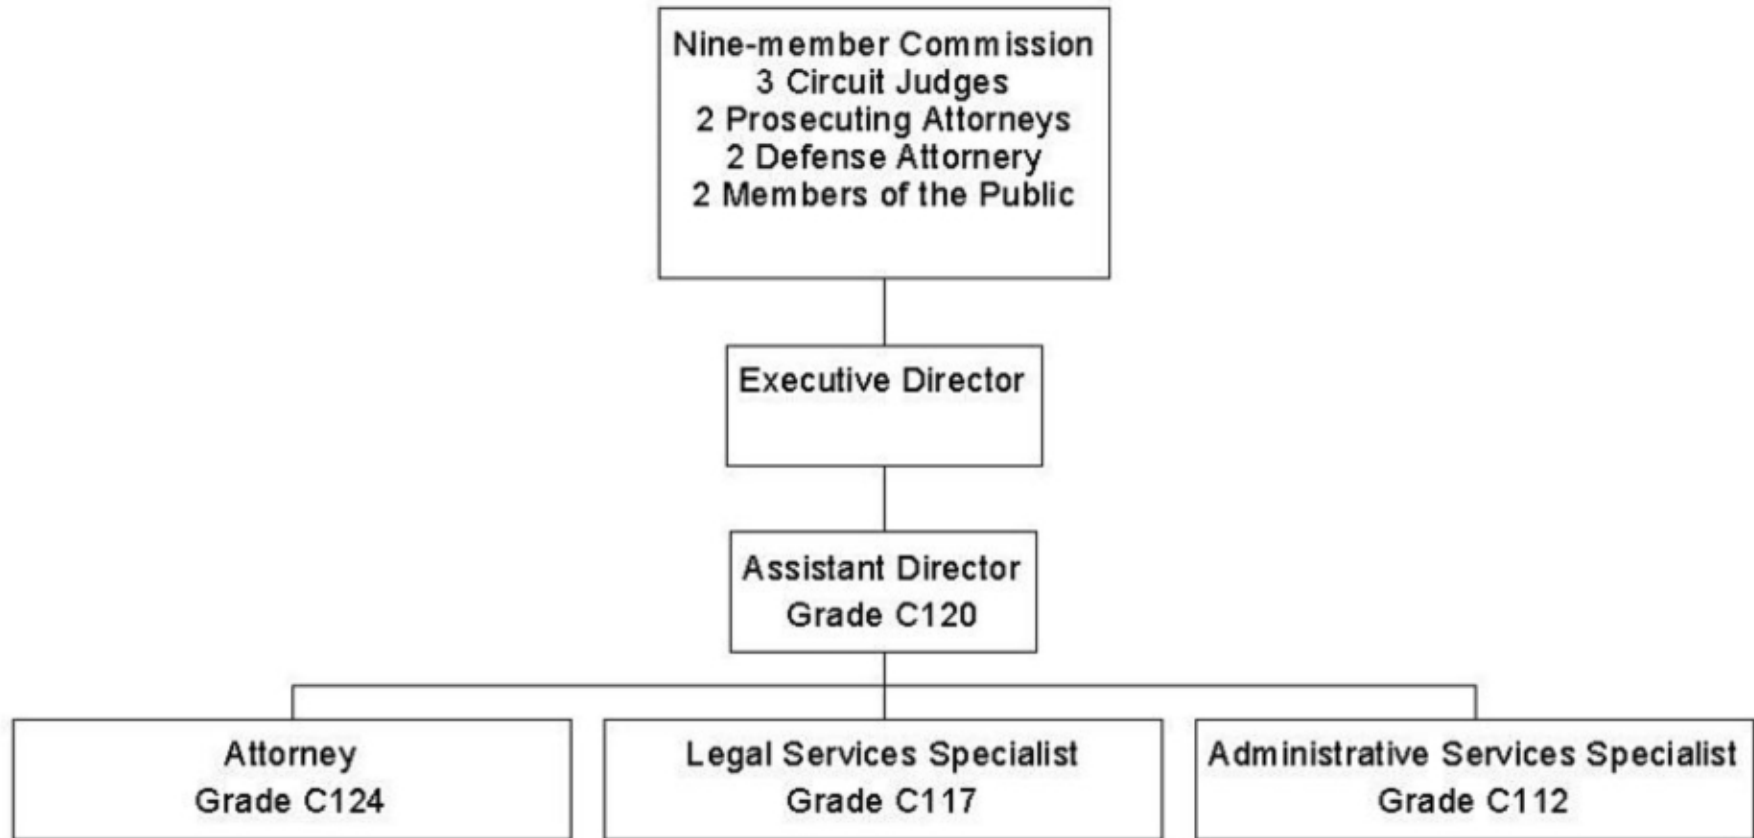 Nine-member Commission
3 Circuit Judges
2 Prosecuting Attorneys
2 Defense Attornery
2 Members of the Public
Executive Director
Assistant Director
Grade C120
Attorney
Grade C124
Legal Services Specialist
Grade C117
Administrative Services Specialist
Grade C112